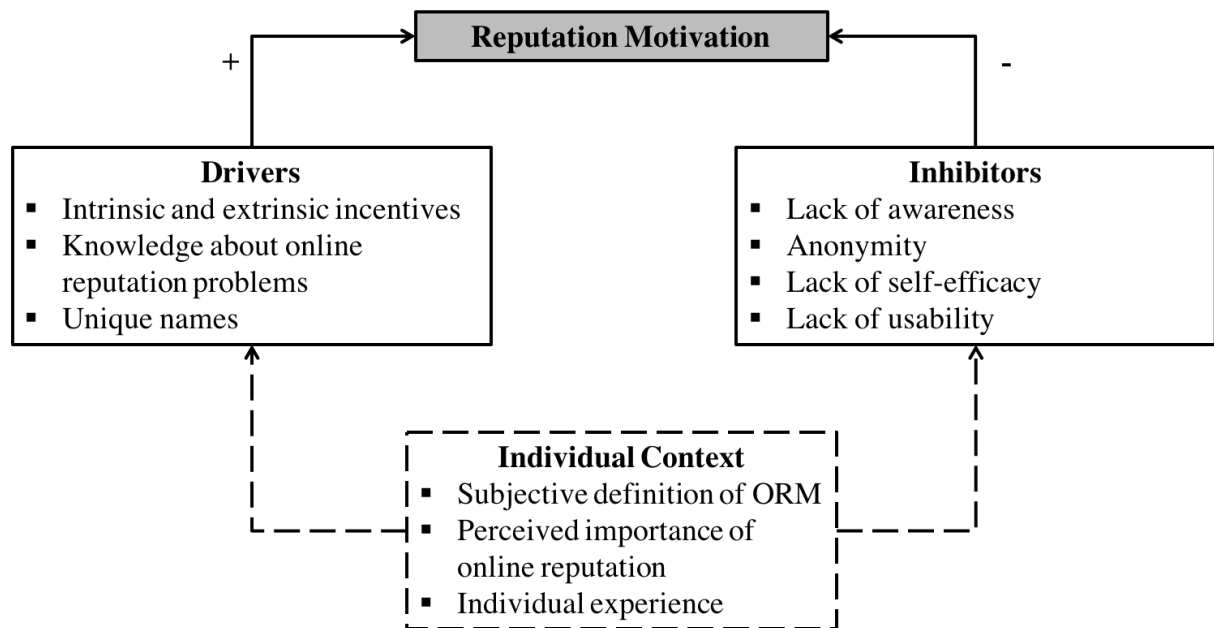 Reputation Motivation
+
-
Drivers
▪ Intrinsic and extrinsic incentives
▪ Knowledge about online
reputation problems
▪ Unique names
Inhibitors
▪ Lack of awareness
▪ Anonymity
▪ Lack of self-efficacy
▪ Lack of usability
Individual Context
▪ Subjective definition of ORM
▪ Perceived importance of
online reputation
▪ Individual experience